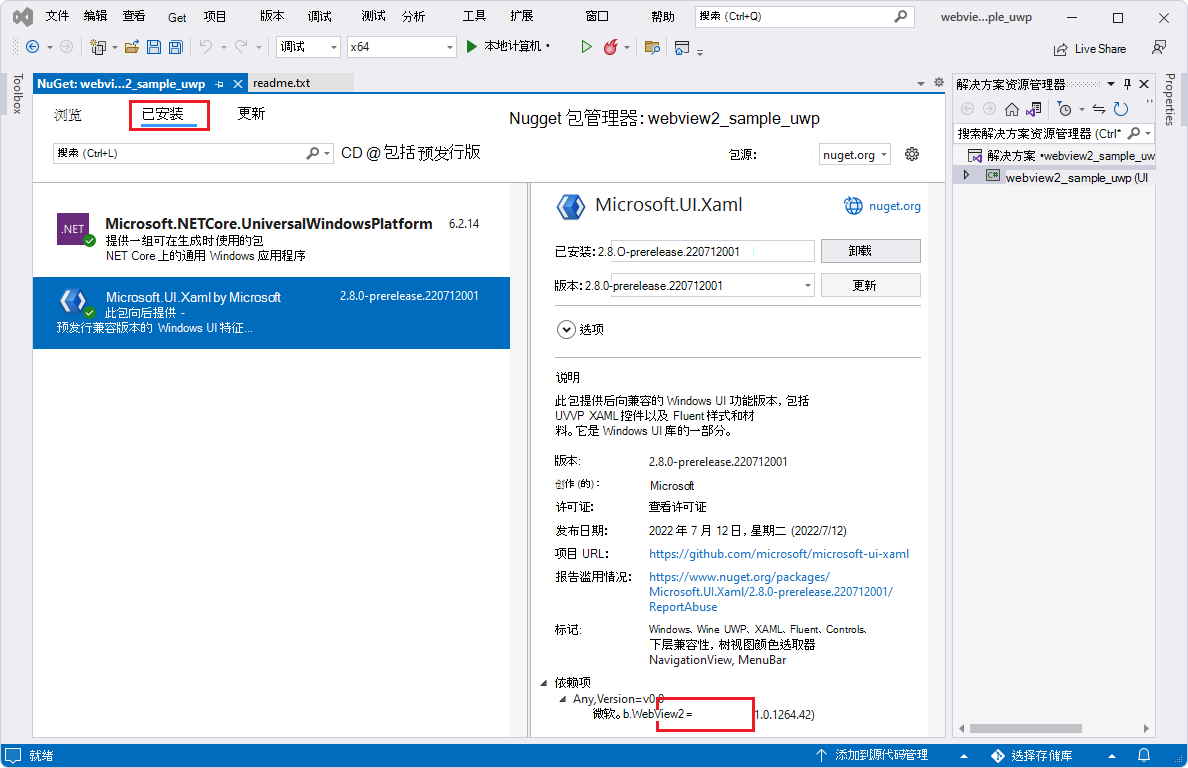 文件 编辑 查看 Get 项目 版本 调试 测试 分析 工具 扩展 窗口 帮助 搜索 (Ctrl+Q) webvie...ple_uwp
调试 x64 本地计算机 Live Share
Toolbox
NuGet: webvi...2_sample_uwp readme.txt
浏览 已安装 更新
Nugget 包管理器: webview2_sample_uwp
搜索 (Ctrl+L) CD @ 包括 预发行版
包源: nuget.org
.NET
Microsoft.NETCore.UniversalWindowsPlatform 6.2.14
提供一组可在生成时使用的包
NET Core 上的通用 Windows 应用程序
Microsoft.UI.Xaml by Microsoft 2.8.0-prerelease.220712001
此包向后提供 -
预发行兼容版本的 Windows UI 特征...
Microsoft.UI.Xaml nuget.org
已安装: 2.8.O-prerelease.220712001 卸载
版本: 2.8.0-prerelease.220712001 更新
选项
说明
此包提供后向兼容的 Windows UI 功能版本, 包括
UVVP XAML 控件以及 Fluent 样式和材
料。它是 Windows UI 库的一部分。
版本: 2.8.0-prerelease.220712001
创作 (的): Microsoft
许可证: 查看许可证
发布日期: 2022 年 7 月 12 日, 星期二 (2022/7/12)
项目 URL: https://github.com/microsoft/microsoft-ui-xaml
报告滥用情况: https://www.nuget.org/packages/
Microsoft.UI.Xaml/2.8.0-prerelease.220712001/
ReportAbuse
标记: Windows、Wine UWP、XAML、Fluent、Controls、
下层兼容性, 树视图颜色选取器
NavigationView, MenuBar
依赖项
Any,Version=v0.0
微软。b.WebView2 = 1.0.1264.42)
解决方案资源管理器
搜索解决方案资源管理器 (Ctrl*
解决方案 •webview2_sample_uw
C#
webview2_sample_uwp (UI
Properties
就绪 添加到源代码管理 选择存储库